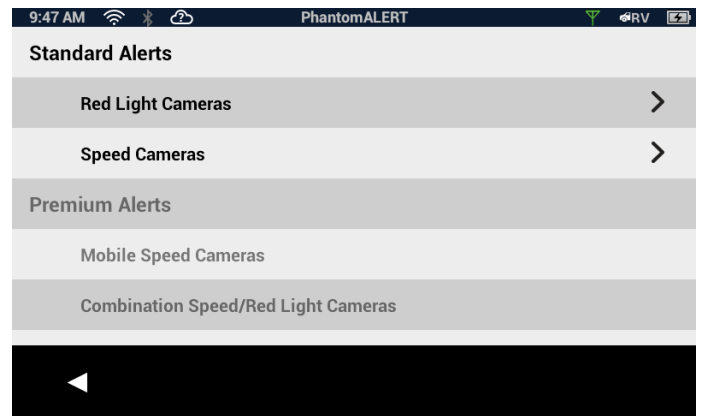 9:47 AM PhantomALERT RV
Standard Alerts
Red Light Cameras
Speed Cameras
Premium Alerts
Mobile Speed Cameras
Combination Speed/Red Light Cameras